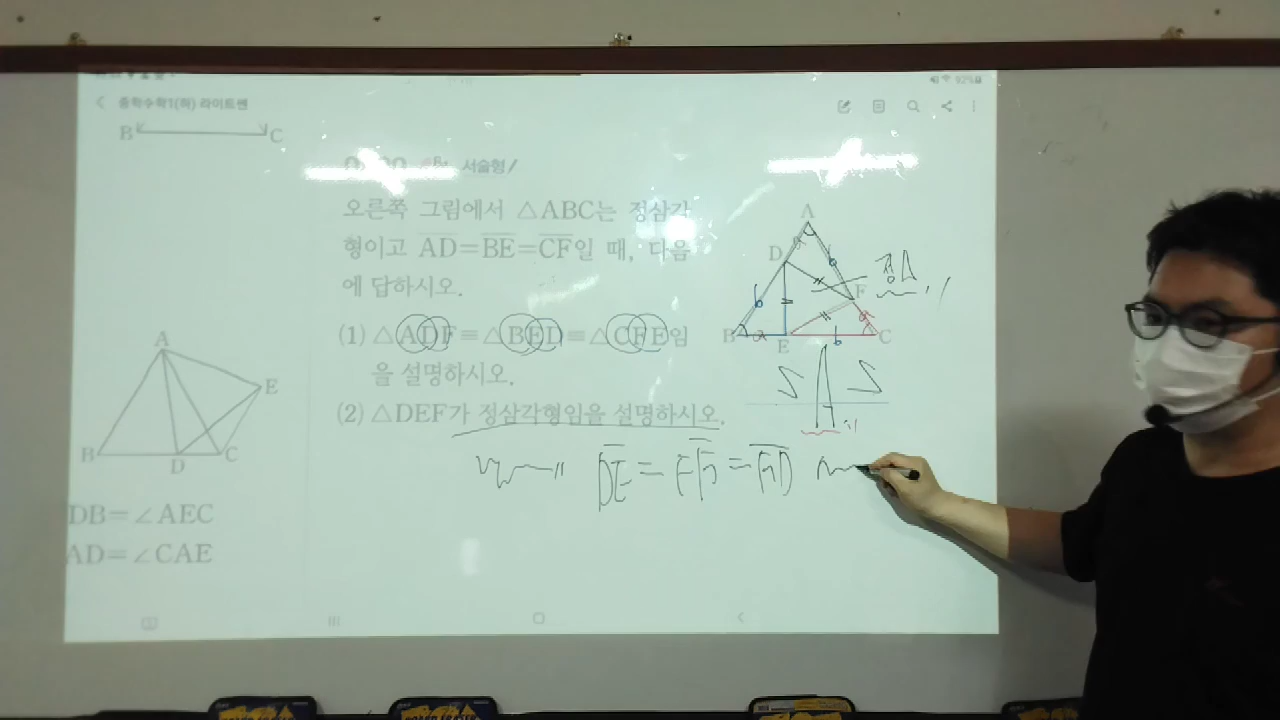 중학수학1(하) 라이트쎈
B C
서술형
오른쪽 그림에서 △ABC는 정삼각
형이고 AD=BE=CF일 때, 다음
에 답하시오.
(1) △ADF≡△BED≡△CFE임
을 설명하시오.
(2) △DEF가 정삼각형임을 설명하시오.
A
D
F
B E C
b
a
b
정삼
A
E
B D C
DB=∠AEC
AD=∠CAE
DE = EF = FD